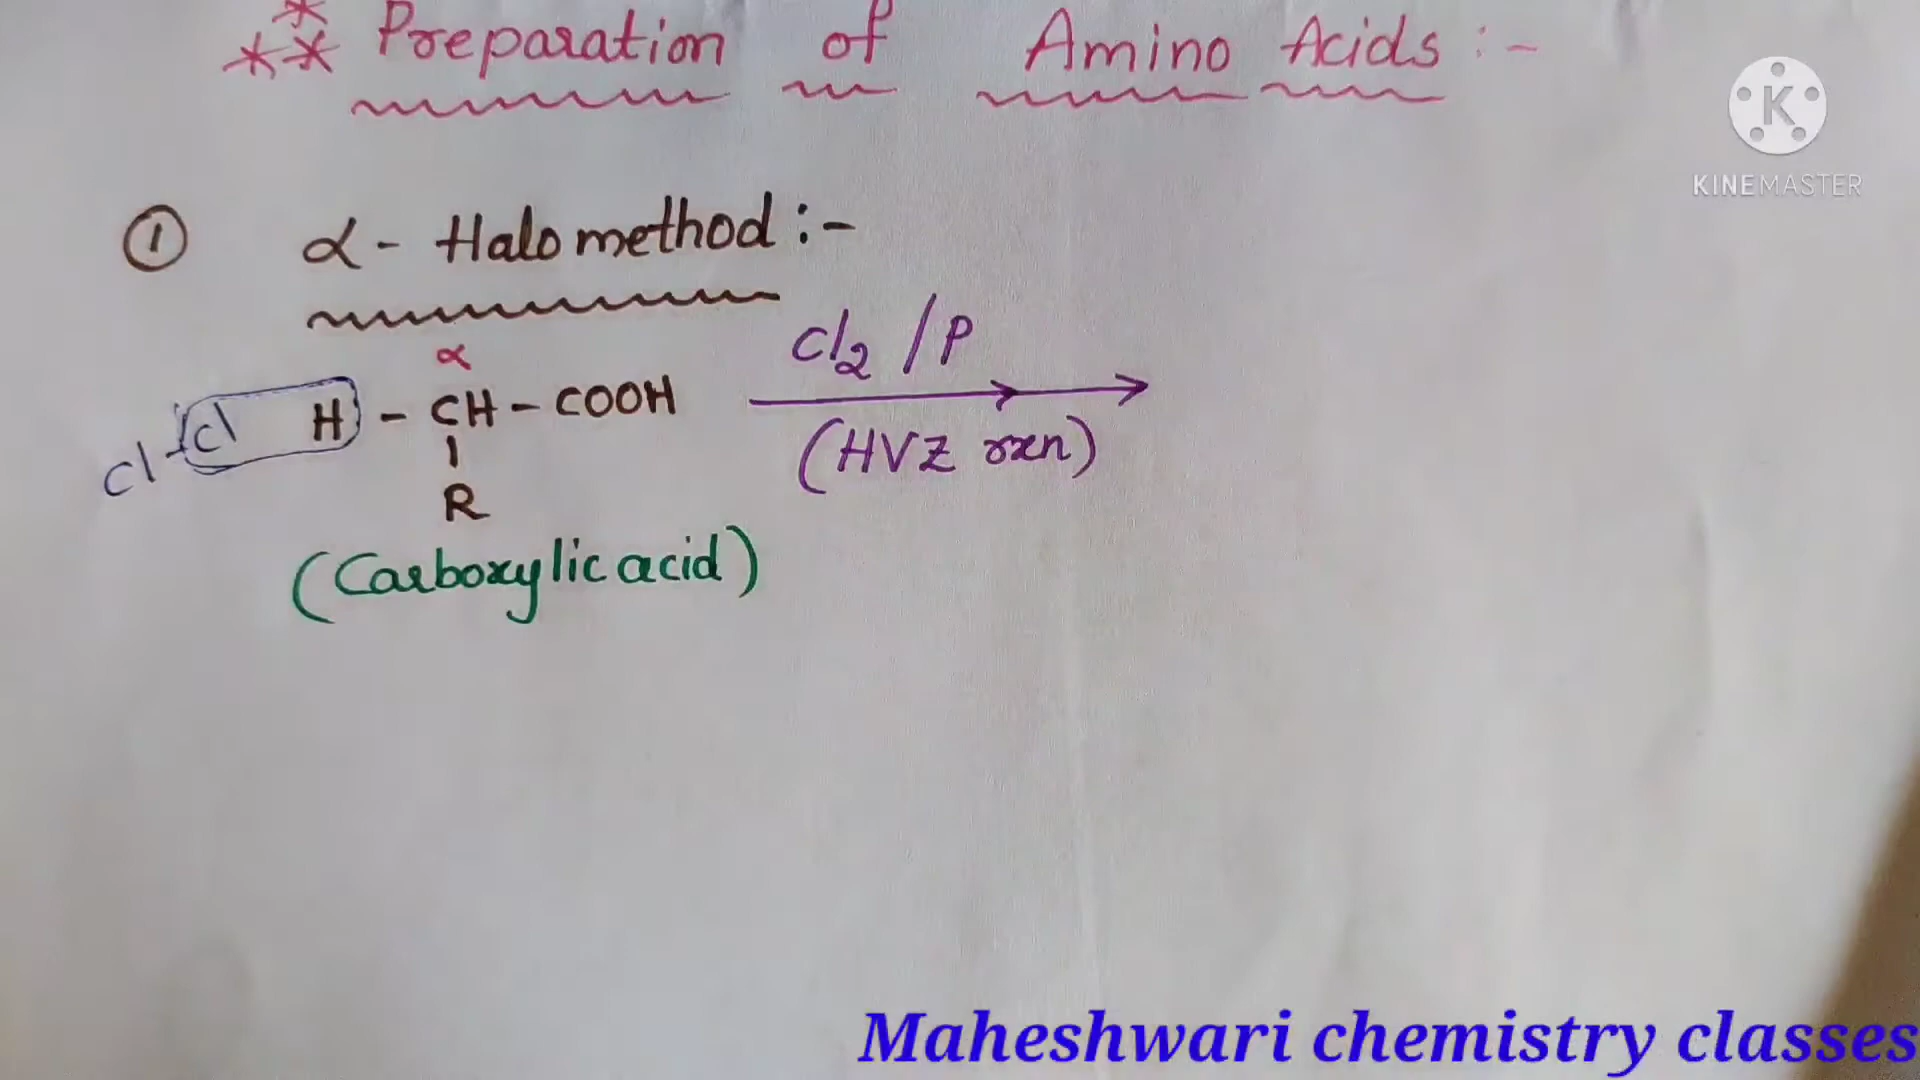 *** Preparation of Amino Acids :-
① α - Halo method :-
α
Cl2 / P
Cl - Cl H - CH - COOH
(HVZ rxn)
R
(Carboxylic acid)
K
KINEMASTER
Maheshwari chemistry classes